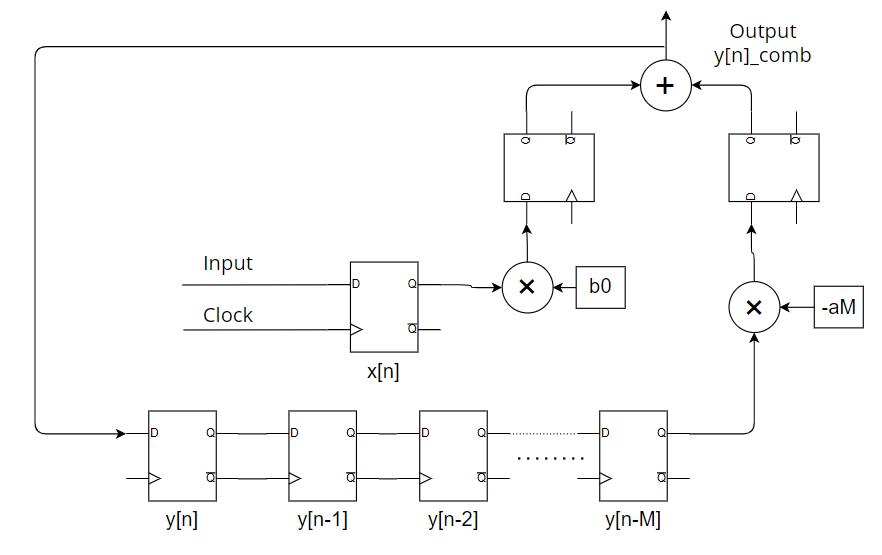 Output
y[n]_comb
+
Q Q̅ Q Q̅
D D
Input
D Q
× b0
Clock
Q̅
× -aM
x[n]
D Q D Q D Q D Q
Q̅ Q̅ Q̅ Q̅
y[n] y[n-1] y[n-2] y[n-M]